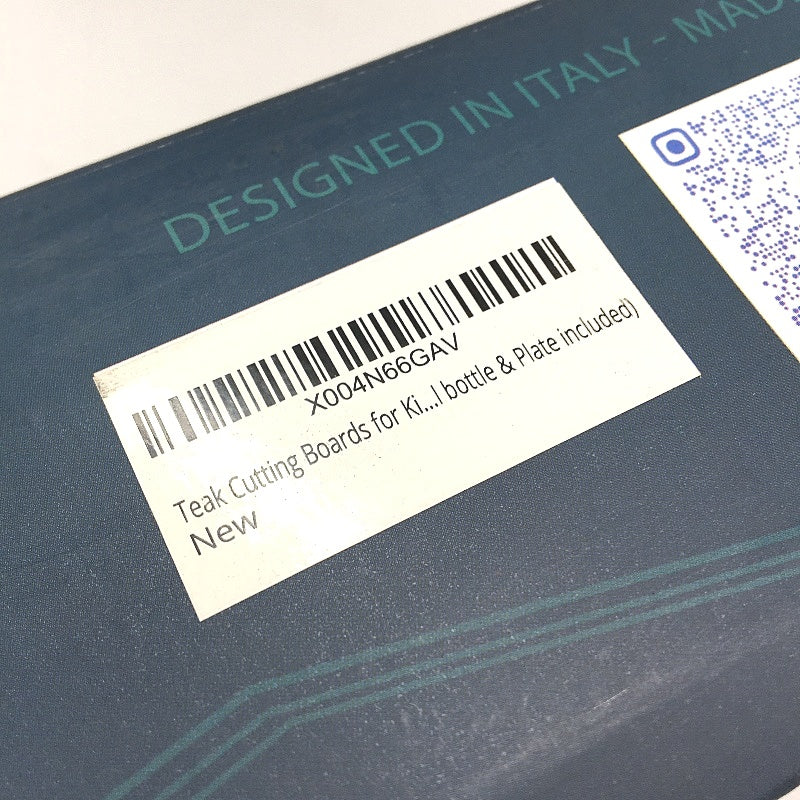 DESIGNED IN ITALY - MAD
X004N66GAV
Teak Cutting Boards for Ki...l bottle & Plate included)
New